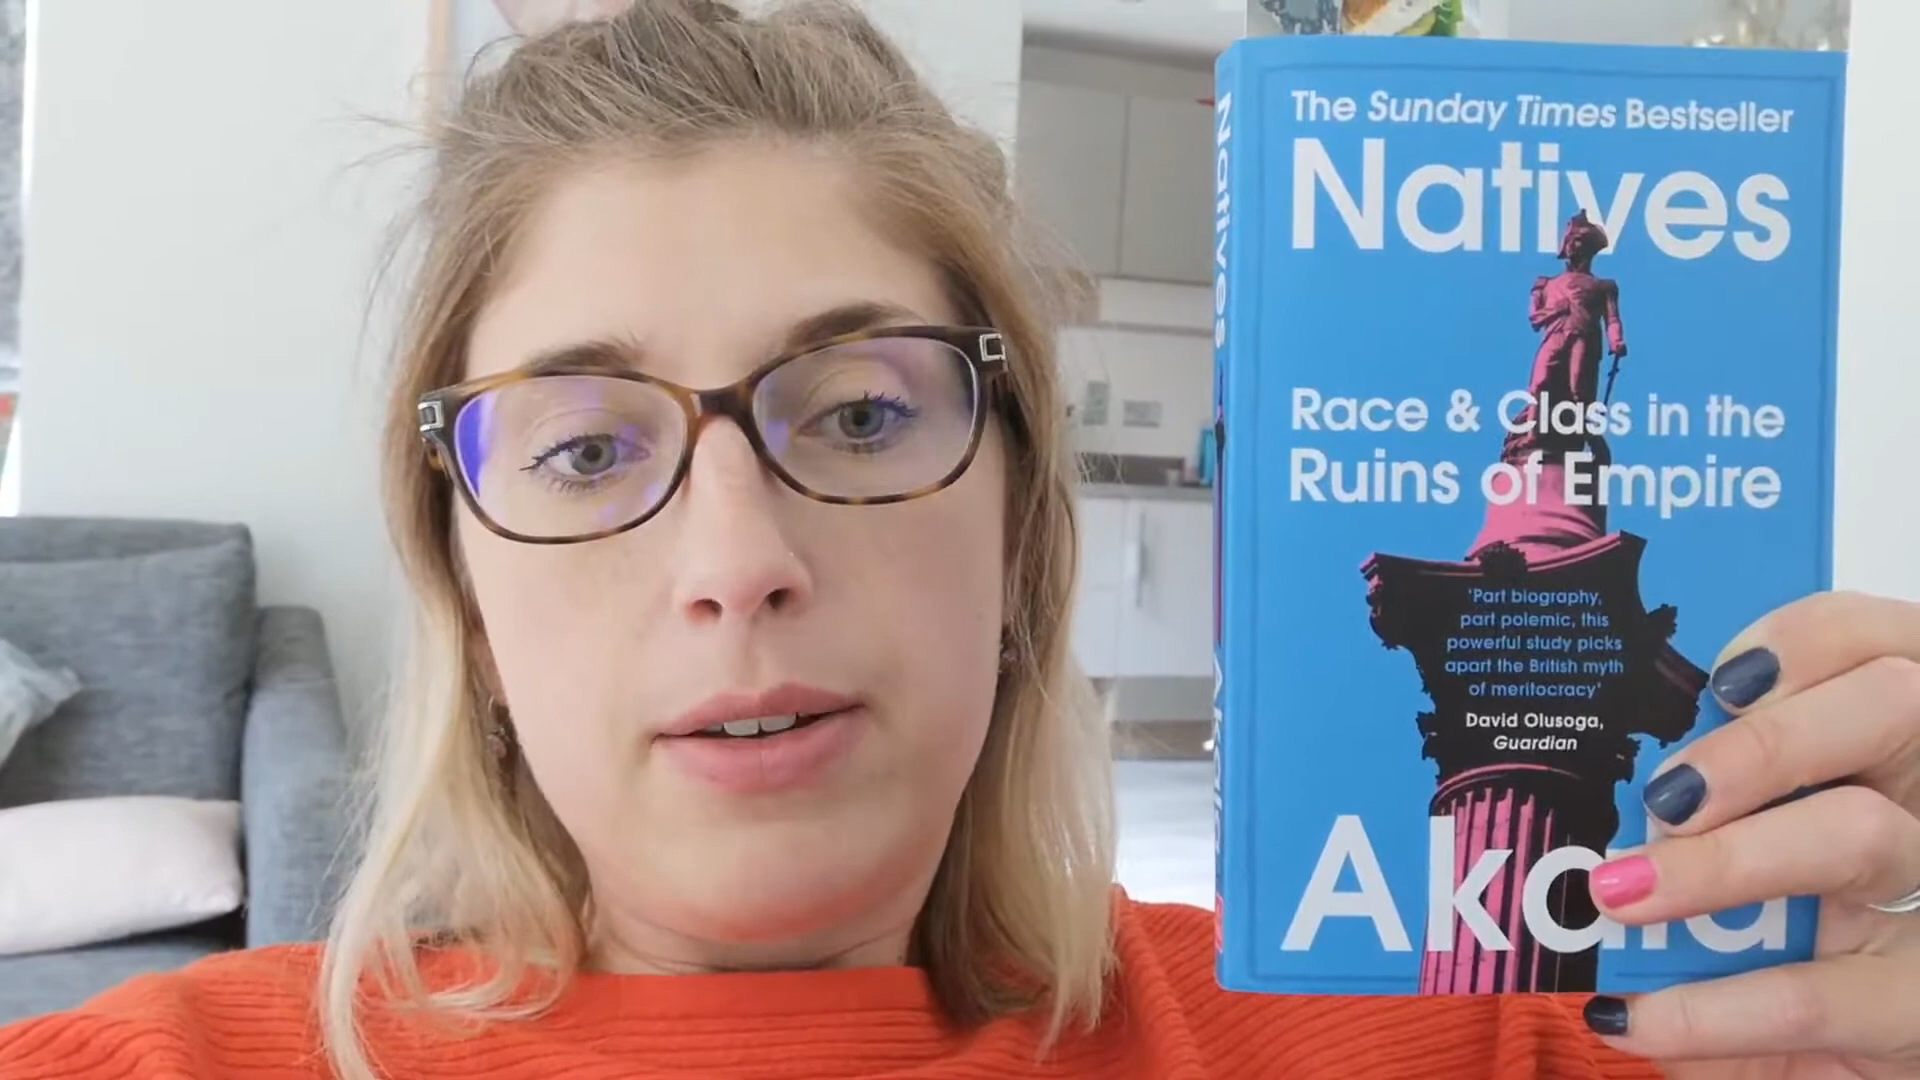 The Sunday Times Bestseller
Natives
Race & Class in the
Ruins of Empire
'Part biography,
part polemic, this
powerful study picks
apart the British myth
of meritocracy'
David Olusoga,
Guardian
Akala
Natives
Akala